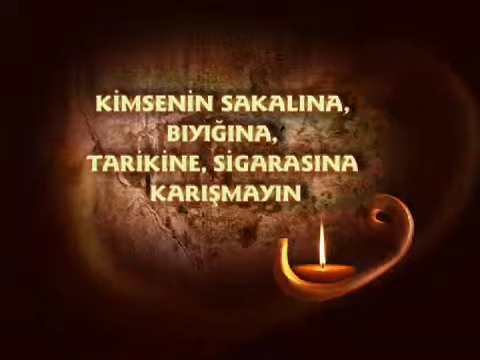 KİMSENİN SAKALINA,
BIYIĞINA,
TARİKİNE, SİGARASINA
KARIŞMAYIN